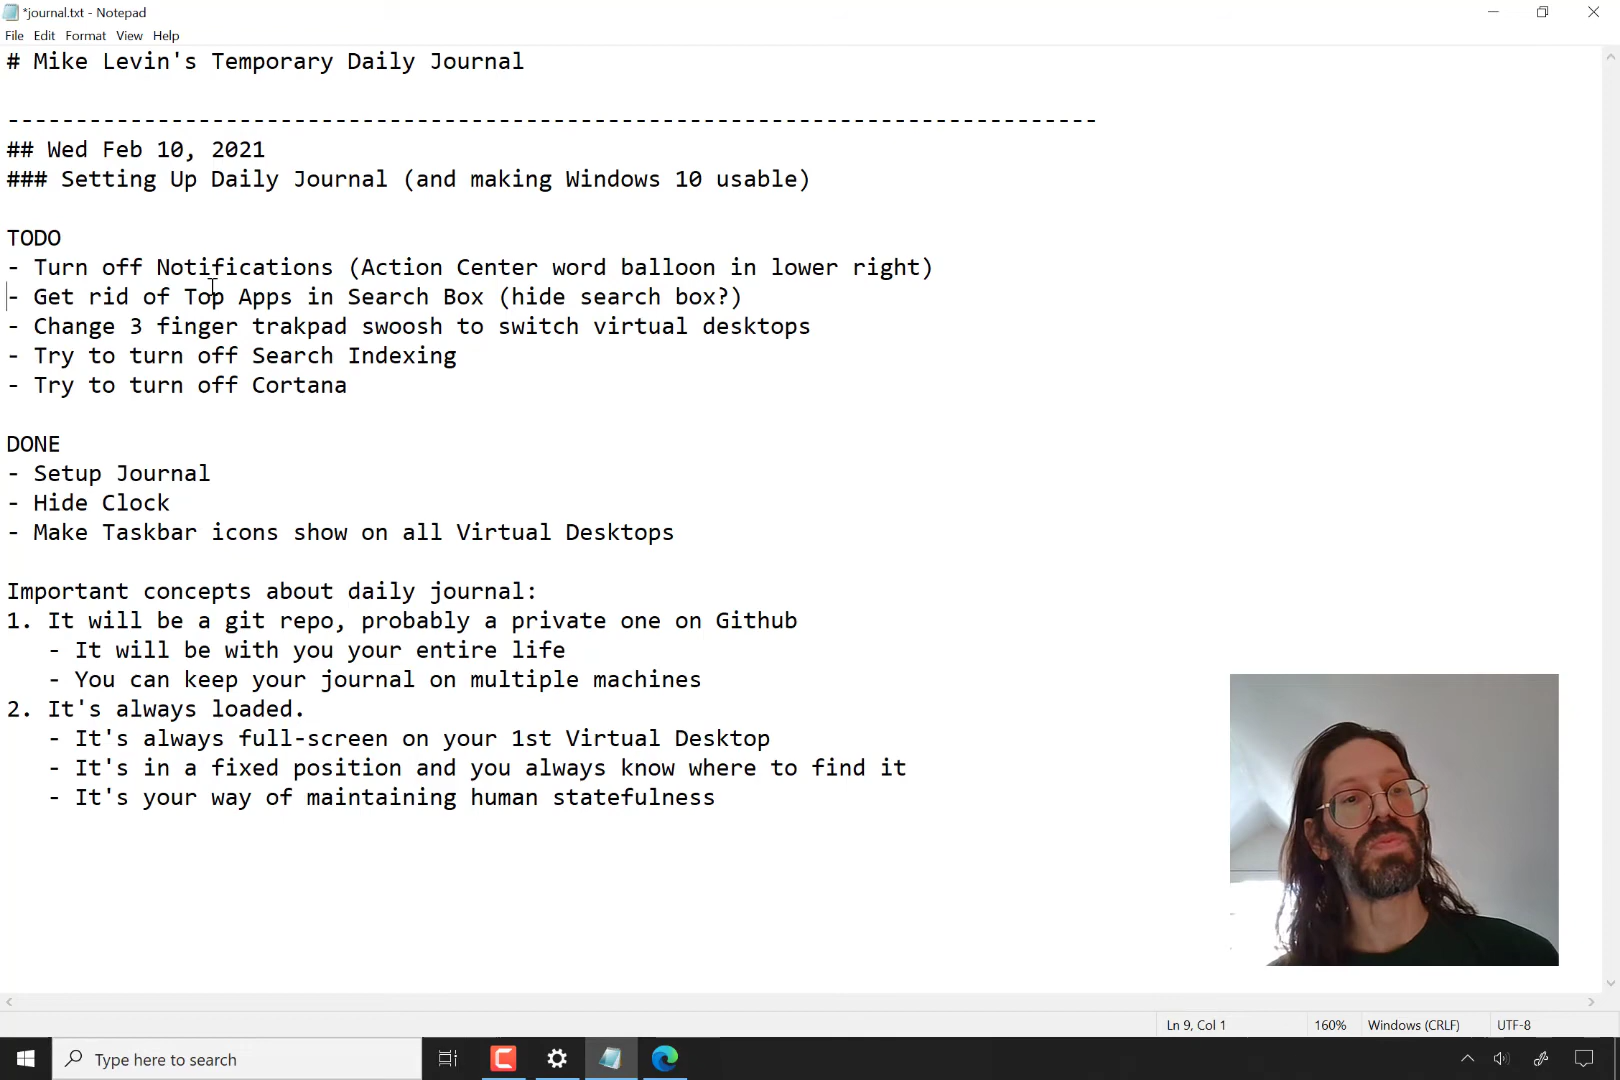 *journal.txt - Notepad
File Edit Format View Help
# Mike Levin's Temporary Daily Journal
--------------------------------------------------------------------------------
## Wed Feb 10, 2021
### Setting Up Daily Journal (and making Windows 10 usable)
TODO
- Turn off Notifications (Action Center word balloon in lower right)
- Get rid of Top Apps in Search Box (hide search box?)
- Change 3 finger trakpad swoosh to switch virtual desktops
- Try to turn off Search Indexing
- Try to turn off Cortana
DONE
- Setup Journal
- Hide Clock
- Make Taskbar icons show on all Virtual Desktops
Important concepts about daily journal:
1. It will be a git repo, probably a private one on Github
- It will be with you your entire life
- You can keep your journal on multiple machines
2. It's always loaded.
- It's always full-screen on your 1st Virtual Desktop
- It's in a fixed position and you always know where to find it
- It's your way of maintaining human statefulness
Ln 9, Col 1 160% Windows (CRLF) UTF-8
Type here to search